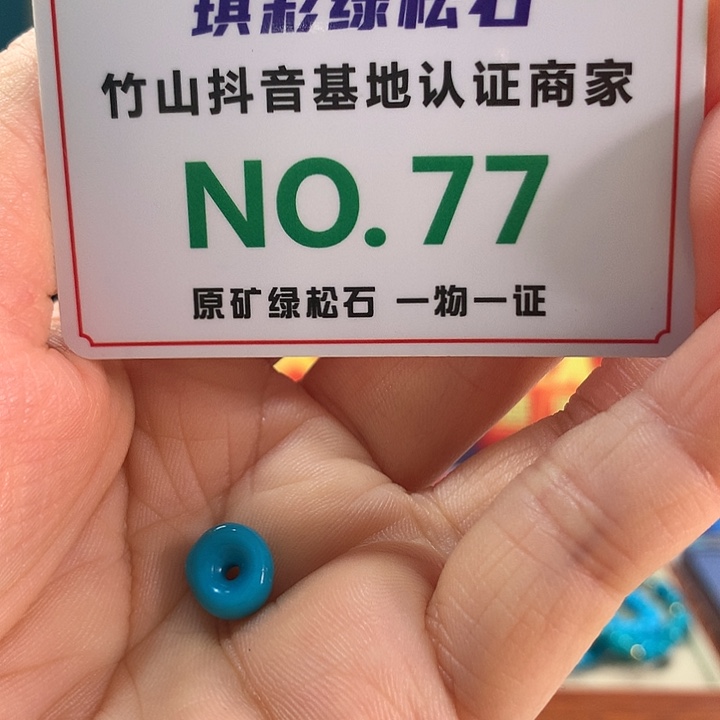 琪彩绿松石
竹山抖音基地认证商家
NO.77
原矿绿松石 一物一证